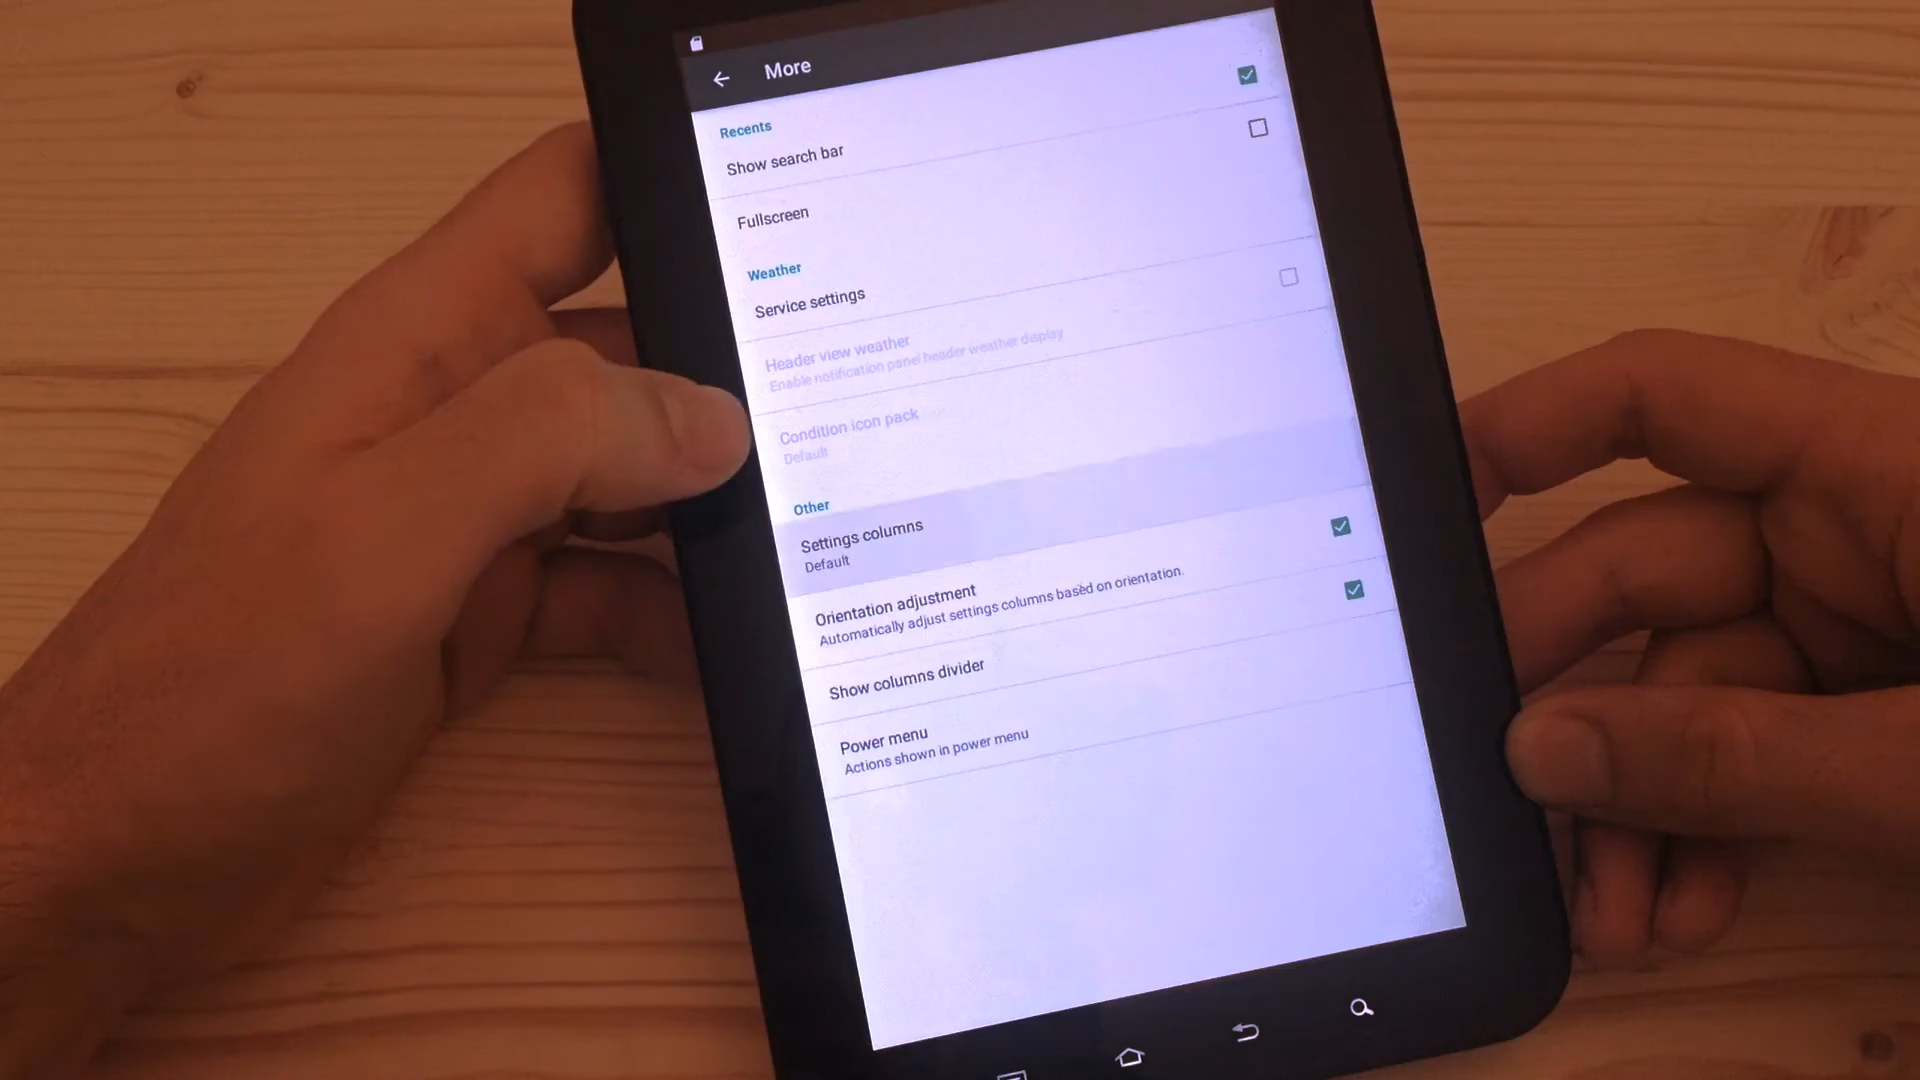 More
Recents
Show search bar
Fullscreen
Weather
Service settings
Header view weather
Enable notification panel header weather display
Condition icon pack
Default
Other
Settings columns
Default
Orientation adjustment
Automatically adjust settings columns based on orientation.
Show columns divider
Power menu
Actions shown in power menu